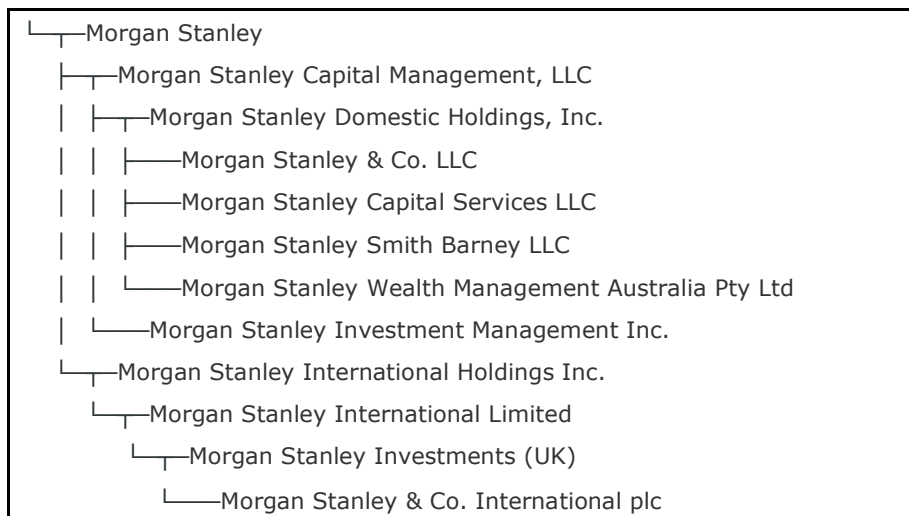 Morgan Stanley
Morgan Stanley Capital Management, LLC
Morgan Stanley Domestic Holdings, Inc.
Morgan Stanley & Co. LLC
Morgan Stanley Capital Services LLC
Morgan Stanley Smith Barney LLC
Morgan Stanley Wealth Management Australia Pty Ltd
Morgan Stanley Investment Management Inc.
Morgan Stanley International Holdings Inc.
Morgan Stanley International Limited
Morgan Stanley Investments (UK)
Morgan Stanley & Co. International plc